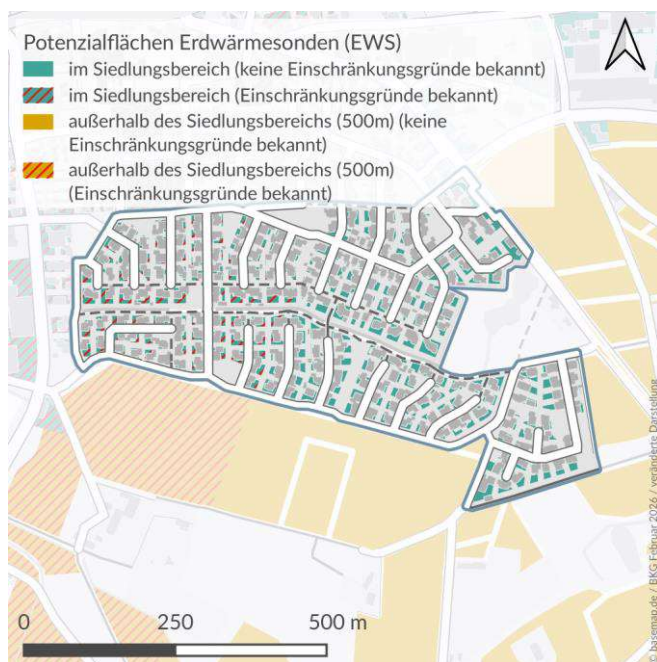 Potenzialflächen Erdwärmesonden (EWS)
im Siedlungsbereich (keine Einschränkungsgründe bekannt)
im Siedlungsbereich (Einschränkungsgründe bekannt)
außerhalb des Siedlungsbereichs (500m) (keine
Einschränkungsgründe bekannt)
außerhalb des Siedlungsbereichs (500m)
(Einschränkungsgründe bekannt)
0 250 500 m
© basemap.de / BKG Februar 2026 / veränderte Darstellung